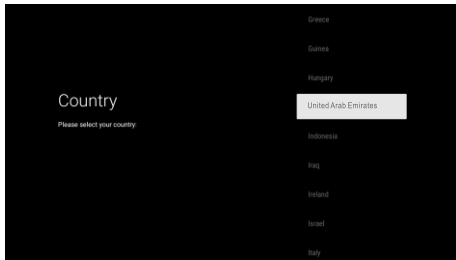 Country
Please select your country:
Greece
Guinea
Hungary
United Arab Emirates
Indonesia
Iraq
Ireland
Israel
Italy